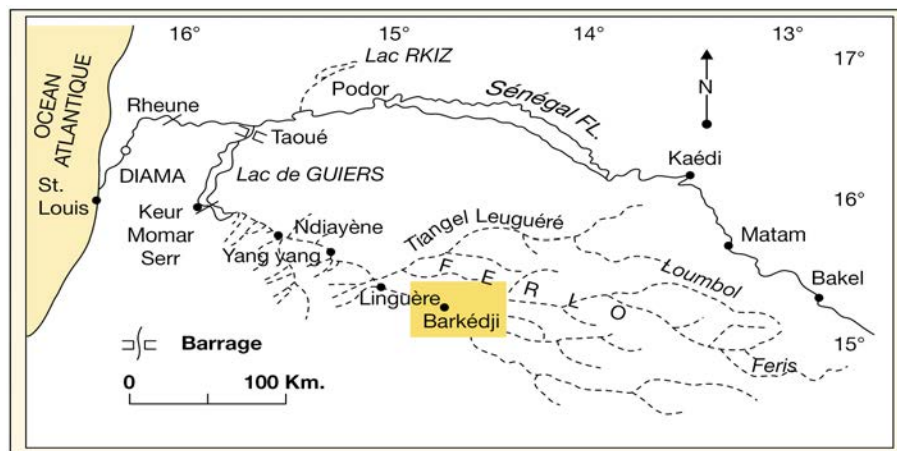 16°
15°
14°
13°
17°
Lac RKIZ
OCEAN
ATLANTIQUE
Rheune
Podor
Sénégal FL.
N
Taoué
Kaédi
DIAMA
Lac de GUIERS
St.
Louis
16°
Keur
Momar
Serr
Ndiayène
Tiangel Leuguéré
Matam
Yang yang
FERLO
Loumbol
Bakel
Linguère
Barkédji
15°
Barrage
Feris
0 100 Km.